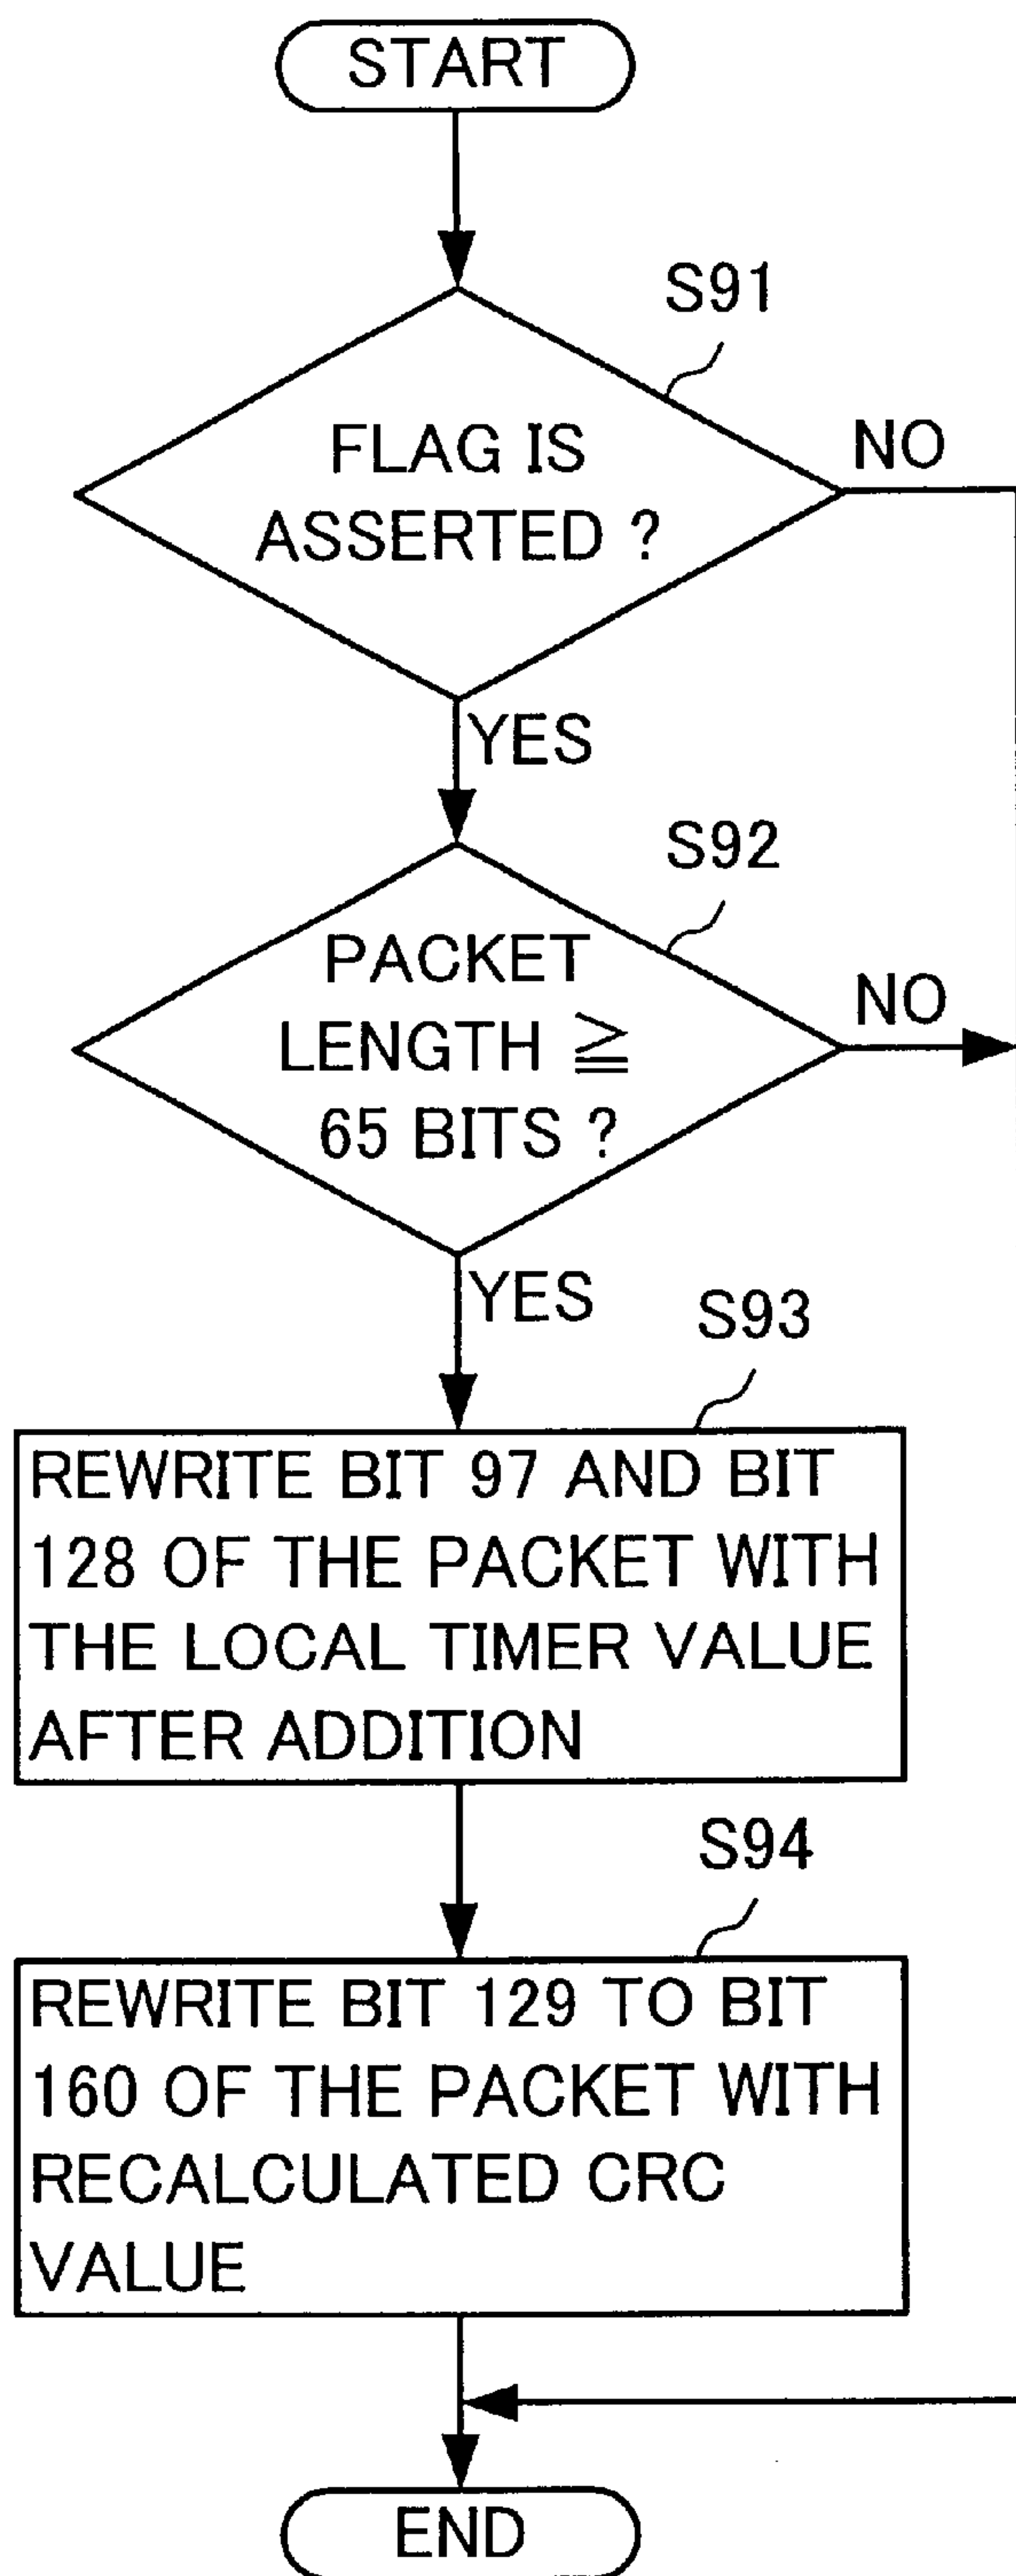 START
S91
FLAG IS
ASSERTED ?
NO
YES
S92
PACKET
LENGTH ≧
65 BITS ?
NO
YES
S93
REWRITE BIT 97 AND BIT
128 OF THE PACKET WITH
THE LOCAL TIMER VALUE
AFTER ADDITION
S94
REWRITE BIT 129 TO BIT
160 OF THE PACKET WITH
RECALCULATED CRC
VALUE
END